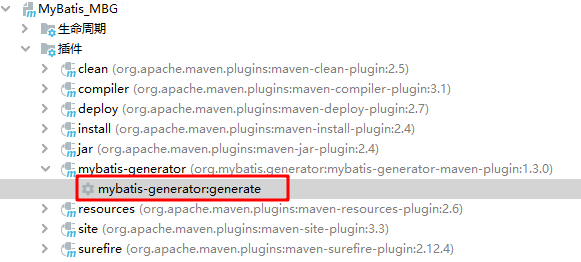 MyBatis_MBG
生命周期
插件
clean (org.apache.maven.plugins:maven-clean-plugin:2.5)
compiler (org.apache.maven.plugins:maven-compiler-plugin:3.1)
deploy (org.apache.maven.plugins:maven-deploy-plugin:2.7)
install (org.apache.maven.plugins:maven-install-plugin:2.4)
jar (org.apache.maven.plugins:maven-jar-plugin:2.4)
mybatis-generator (org.mybatis.generator:mybatis-generator-maven-plugin:1.3.0)
mybatis-generator:generate
resources (org.apache.maven.plugins:maven-resources-plugin:2.6)
site (org.apache.maven.plugins:maven-site-plugin:3.3)
surefire (org.apache.maven.plugins:maven-surefire-plugin:2.12.4)